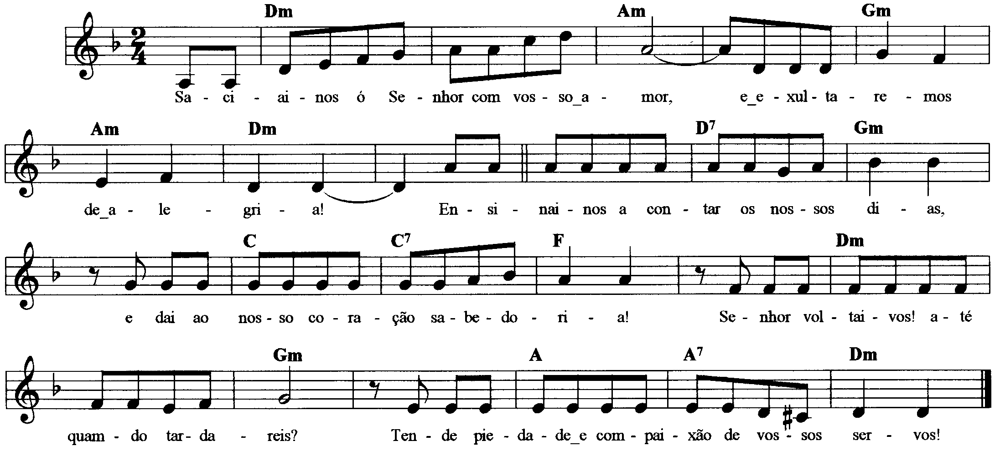 Dm Am Gm
2
4
Sa - ci - ai - nos ó Se - nhor com vos - so_a - mor, e_e - xul - ta - re - mos
Am Dm D7 Gm
de_a - le - gri - a! En - si - nai - nos a con - tar os nos - sos di - as,
C C7 F Dm
e dai ao nos - so co - ra - ção sa - be - do - ri - a! Se - nhor vol - tai - vos! a - té
Gm A A7 Dm
quam - do tar - da - reis? Ten - de pie - da - de_e com - pai - xão de vos - sos ser - vos!